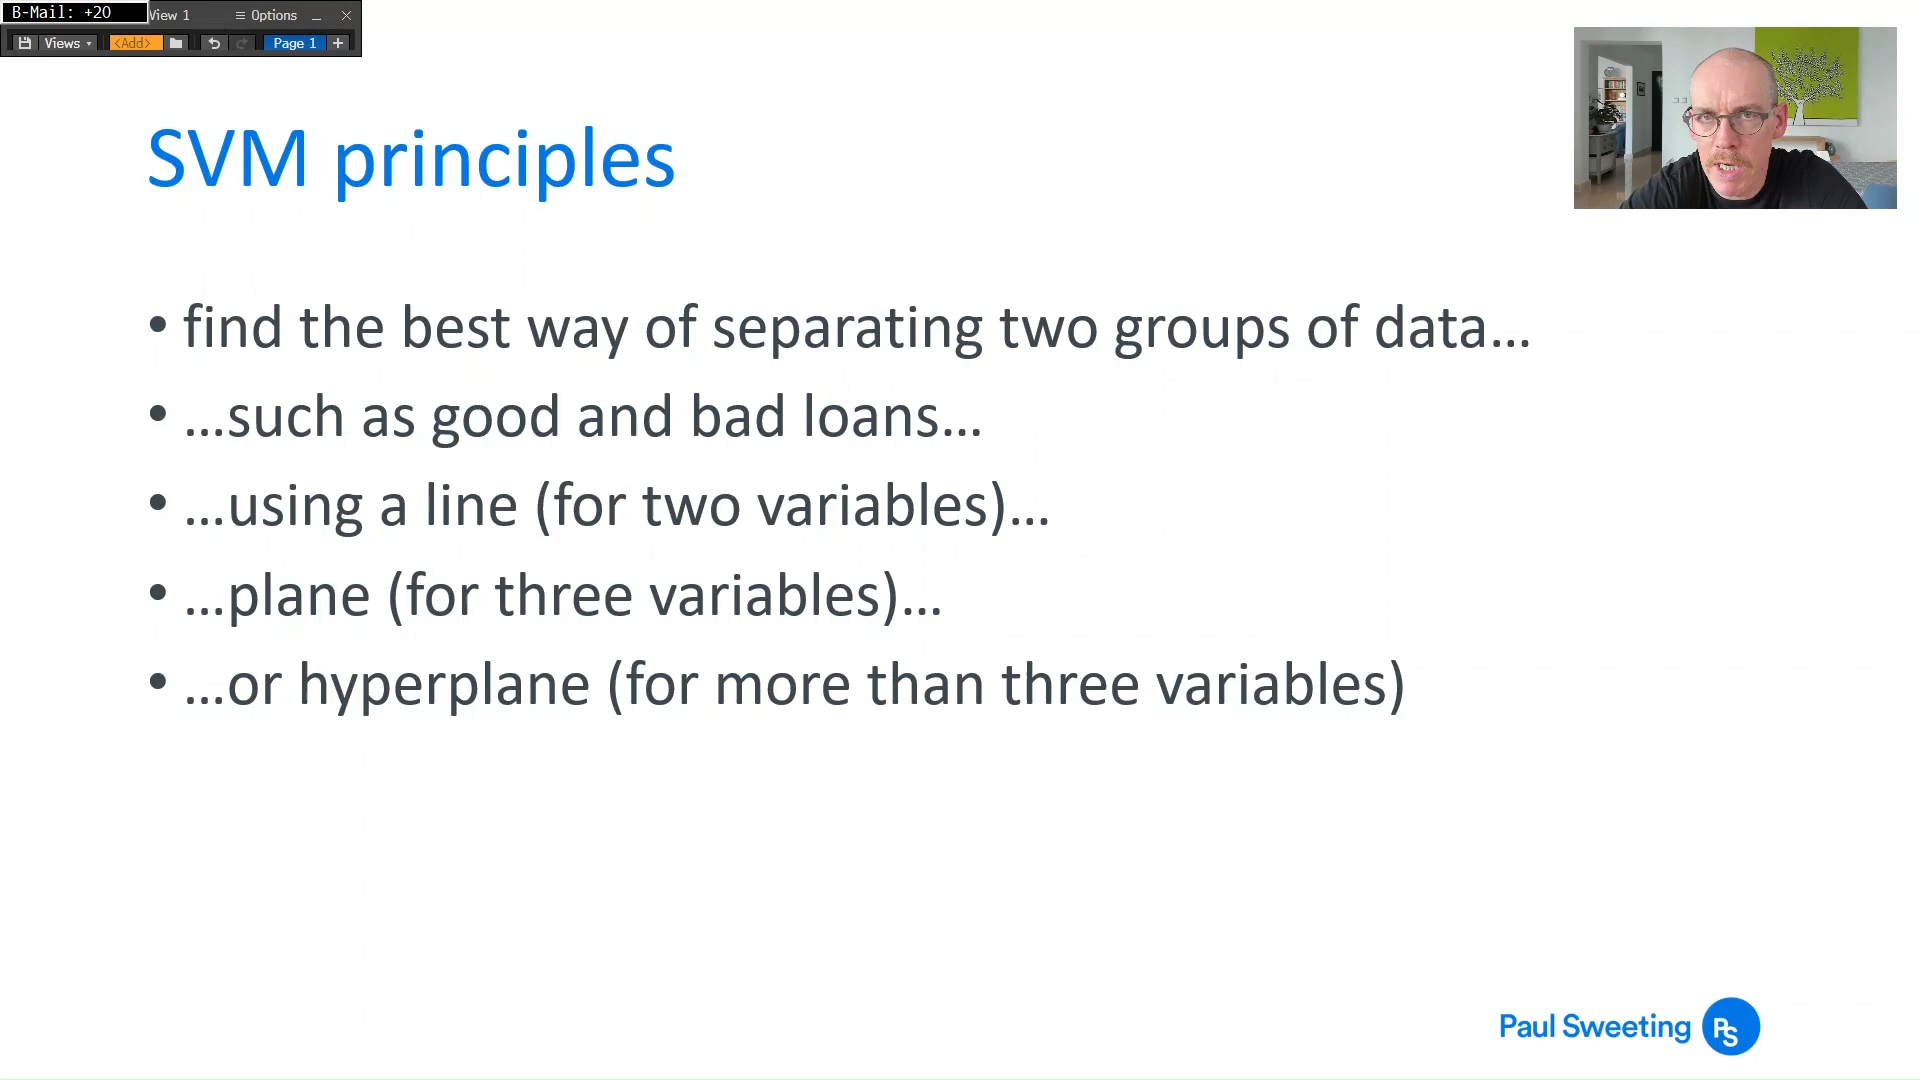 B-Mail: +20
View 1
Options
Views
<Add>
Page 1
SVM principles
• find the best way of separating two groups of data...
• ...such as good and bad loans...
• ...using a line (for two variables)...
• ...plane (for three variables)...
• ...or hyperplane (for more than three variables)
Paul Sweeting PS